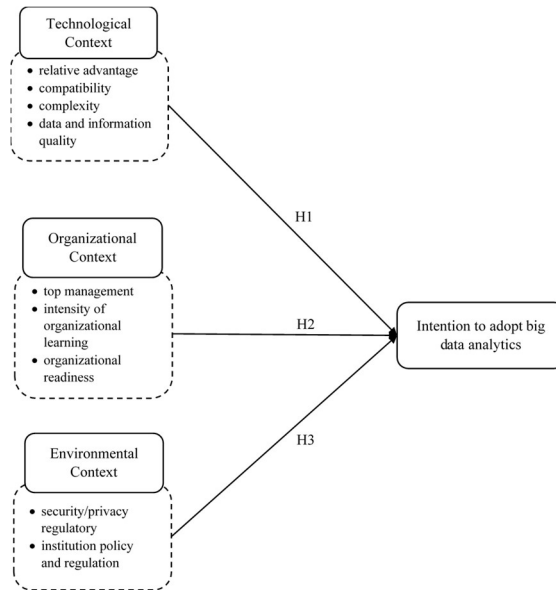 Technological
Context
• relative advantage
• compatibility
• complexity
• data and information
quality
H1
Organizational
Context
• top management
• intensity of
organizational
learning
• organizational
readiness
H2
Intention to adopt big
data analytics
H3
Environmental
Context
• security/privacy
regulatory
• institution policy
and regulation